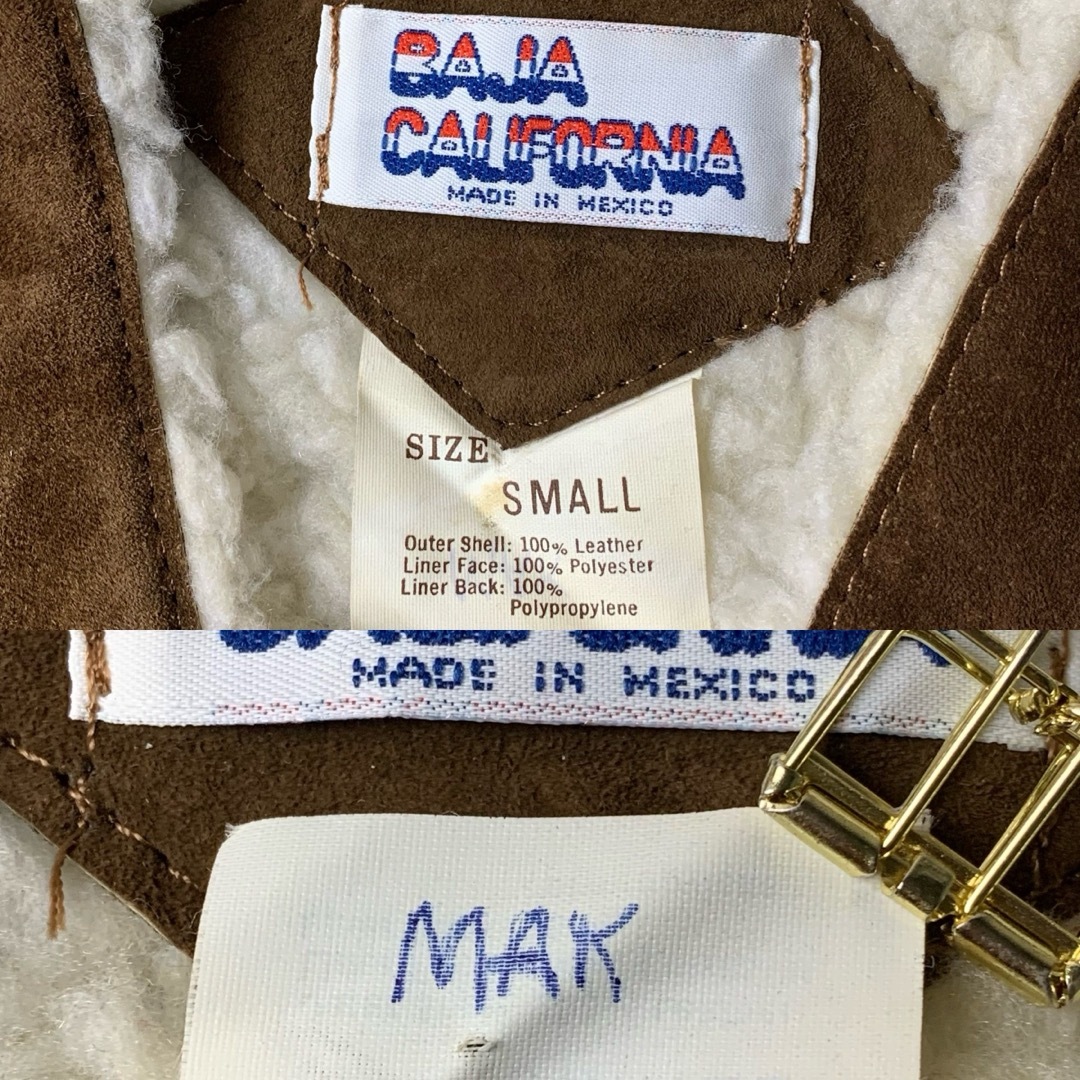 BAJA
CALIFORNIA
MADE IN MEXICO
SIZE
SMALL
Outer Shell: 100% Leather
Liner Face: 100% Polyester
Liner Back: 100%
Polypropylene
MADE IN MEXICO
MAK